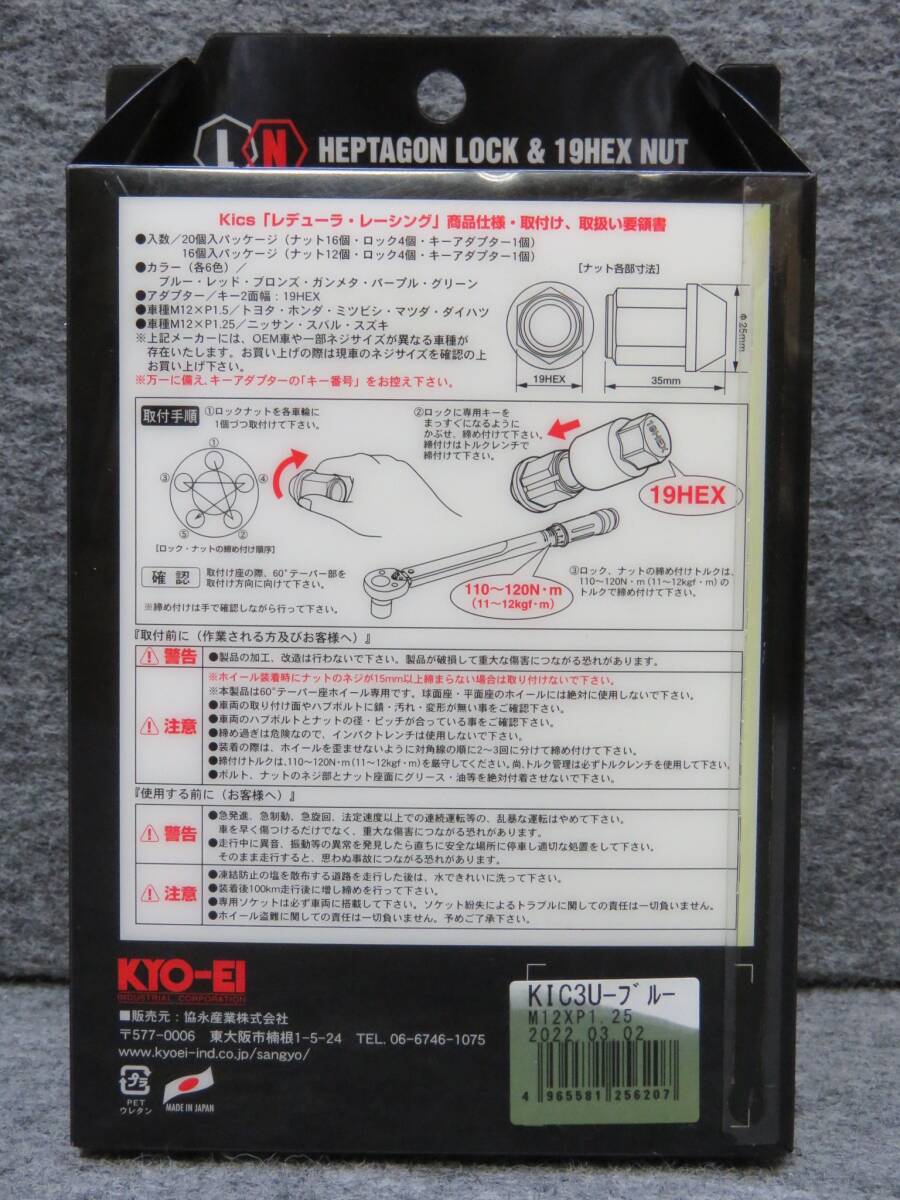 LN HEPTAGON LOCK & 19HEX NUT
Kics「レデューラ・レーシング」商品仕様・取付け、取扱い要領書
●入数／20個入パッケージ（ナット16個・ロック4個・キーアダプター1個）
16個入パッケージ（ナット12個・ロック4個・キーアダプター1個）
●カラー（各6色）／
ブルー・レッド・ブロンズ・ガンメタ・パープル・グリーン
●アダプター／キー2面幅：19HEX
●車種M12×P1.5／トヨタ・ホンダ・ミツビシ・マツダ・ダイハツ
●車種M12×P1.25／ニッサン・スバル・スズキ
※上記メーカーには、OEM車や一部ネジサイズが異なる車種が
存在いたします。お買い上げの際は現車のネジサイズを確認の上
お買い上げ下さい。
※万一に備え、キーアダプターの「キー番号」をお控え下さい。
［ナット各部寸法］
19HEX
35mm
Φ25mm
取付手順
①ロックナットを各車輪に
1個づつ取付けて下さい。
①
③
④
⑤
②
［ロック・ナットの締め付け順序］
②ロックに専用キーを
まっすぐになるように
かぶせ、締め付けて下さい。
締付けはトルクレンチで
締付けて下さい。
19HEX
19HEX
確認
取付け座の際、60°テーパー部を
取付け方向に向けて下さい。
※締め付けは手で確認しながら行って下さい。
110〜120N・m
（11〜12kgf・m）
③ロック、ナットの締め付けトルクは、
110〜120N・m（11〜12kg・m）の
トルクで締め付けて下さい。
『取付前に（作業される方及びお客様へ）』
警告
●製品の加工、改造は行わないで下さい。製品が破損して重大な傷害につながる恐れがあります。
注意
※ホイール装着時にナットのネジが15mm以上締まらない場合は取り付けないで下さい。
※本製品は60°テーパー座ホイール専用です。球面座・平面座のホイールには絶対に使用しないで下さい。
●車両の取り付け面やハブボルトに錆・汚れ・変形が無い事をご確認下さい。
●車両のハブボルトとナットの径・ピッチが合っている事をご確認下さい。
●締め過ぎは危険なので、インパクトレンチは使用しないで下さい。
●装着の際は、ホイールを歪ませないように対角線の順に2〜3回に分けて締め付けて下さい。
●締付けトルクは、110〜120N・m（11〜12kgf・m）を厳守してください。尚、トルク管理は必ずトルクレンチを使用して下さい。
●ボルト、ナットのネジ部とナット座面にグリース・油等を絶対付着させないで下さい。
『使用する前に（お客様へ）』
警告
●急発進、急制動、急旋回、法定速度以上での連続運転等の、乱暴な運転はやめて下さい。
車を早く傷つけるだけでなく、重大な傷害につながる恐れがあります。
●走行中に異音、振動等の異常を発見したら直ちに安全な場所に停車し適切な処置をして下さい。
そのまま走行すると、思わぬ事故につながる恐れがあります。
注意
●凍結防止の塩を散布する道路を走行した後は、水できれいに洗って下さい。
●装着後100km走行後に増し締めを行って下さい。
●専用ソケットは必ず車両に搭載して下さい。ソケット紛失によるトラブルに関しての責任は一切負いません。
●ホイール盗難に関しての責任は一切負いません。予めご了承下さい。
KYO-EI
INDUSTRIAL CORPORATION
■販売元：協永産業株式会社
〒577-0006 東大阪市楠根1-5-24 TEL. 06-6746-1075
www.kyoei-ind.co.jp/sangyo/
プラ
PET
ウレタン
MADE IN JAPAN
KIC3U-ブルー
M12XP1.25
2022.03.02
4 965581 256207